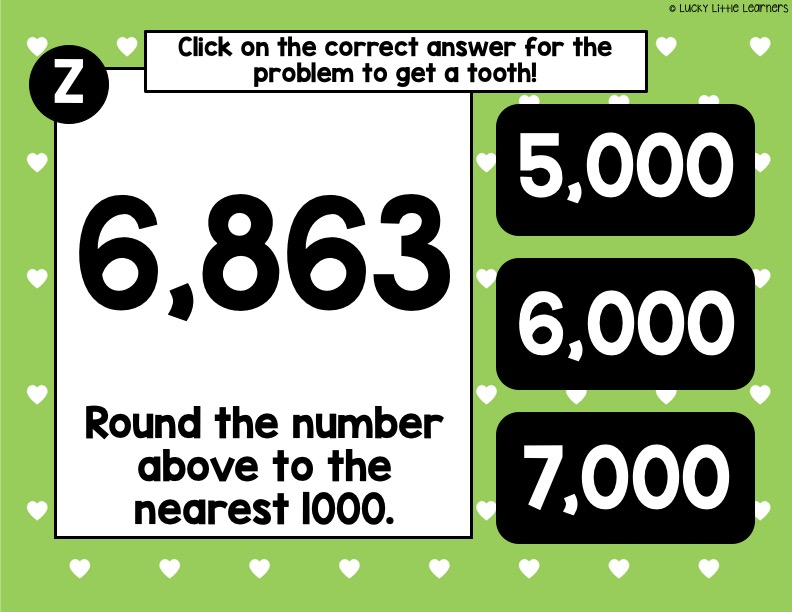 © Lucky Little Learners
Click on the correct answer for the
problem to get a tooth!
Z
6,863
Round the number
above to the
nearest 1000.
5,000
6,000
7,000